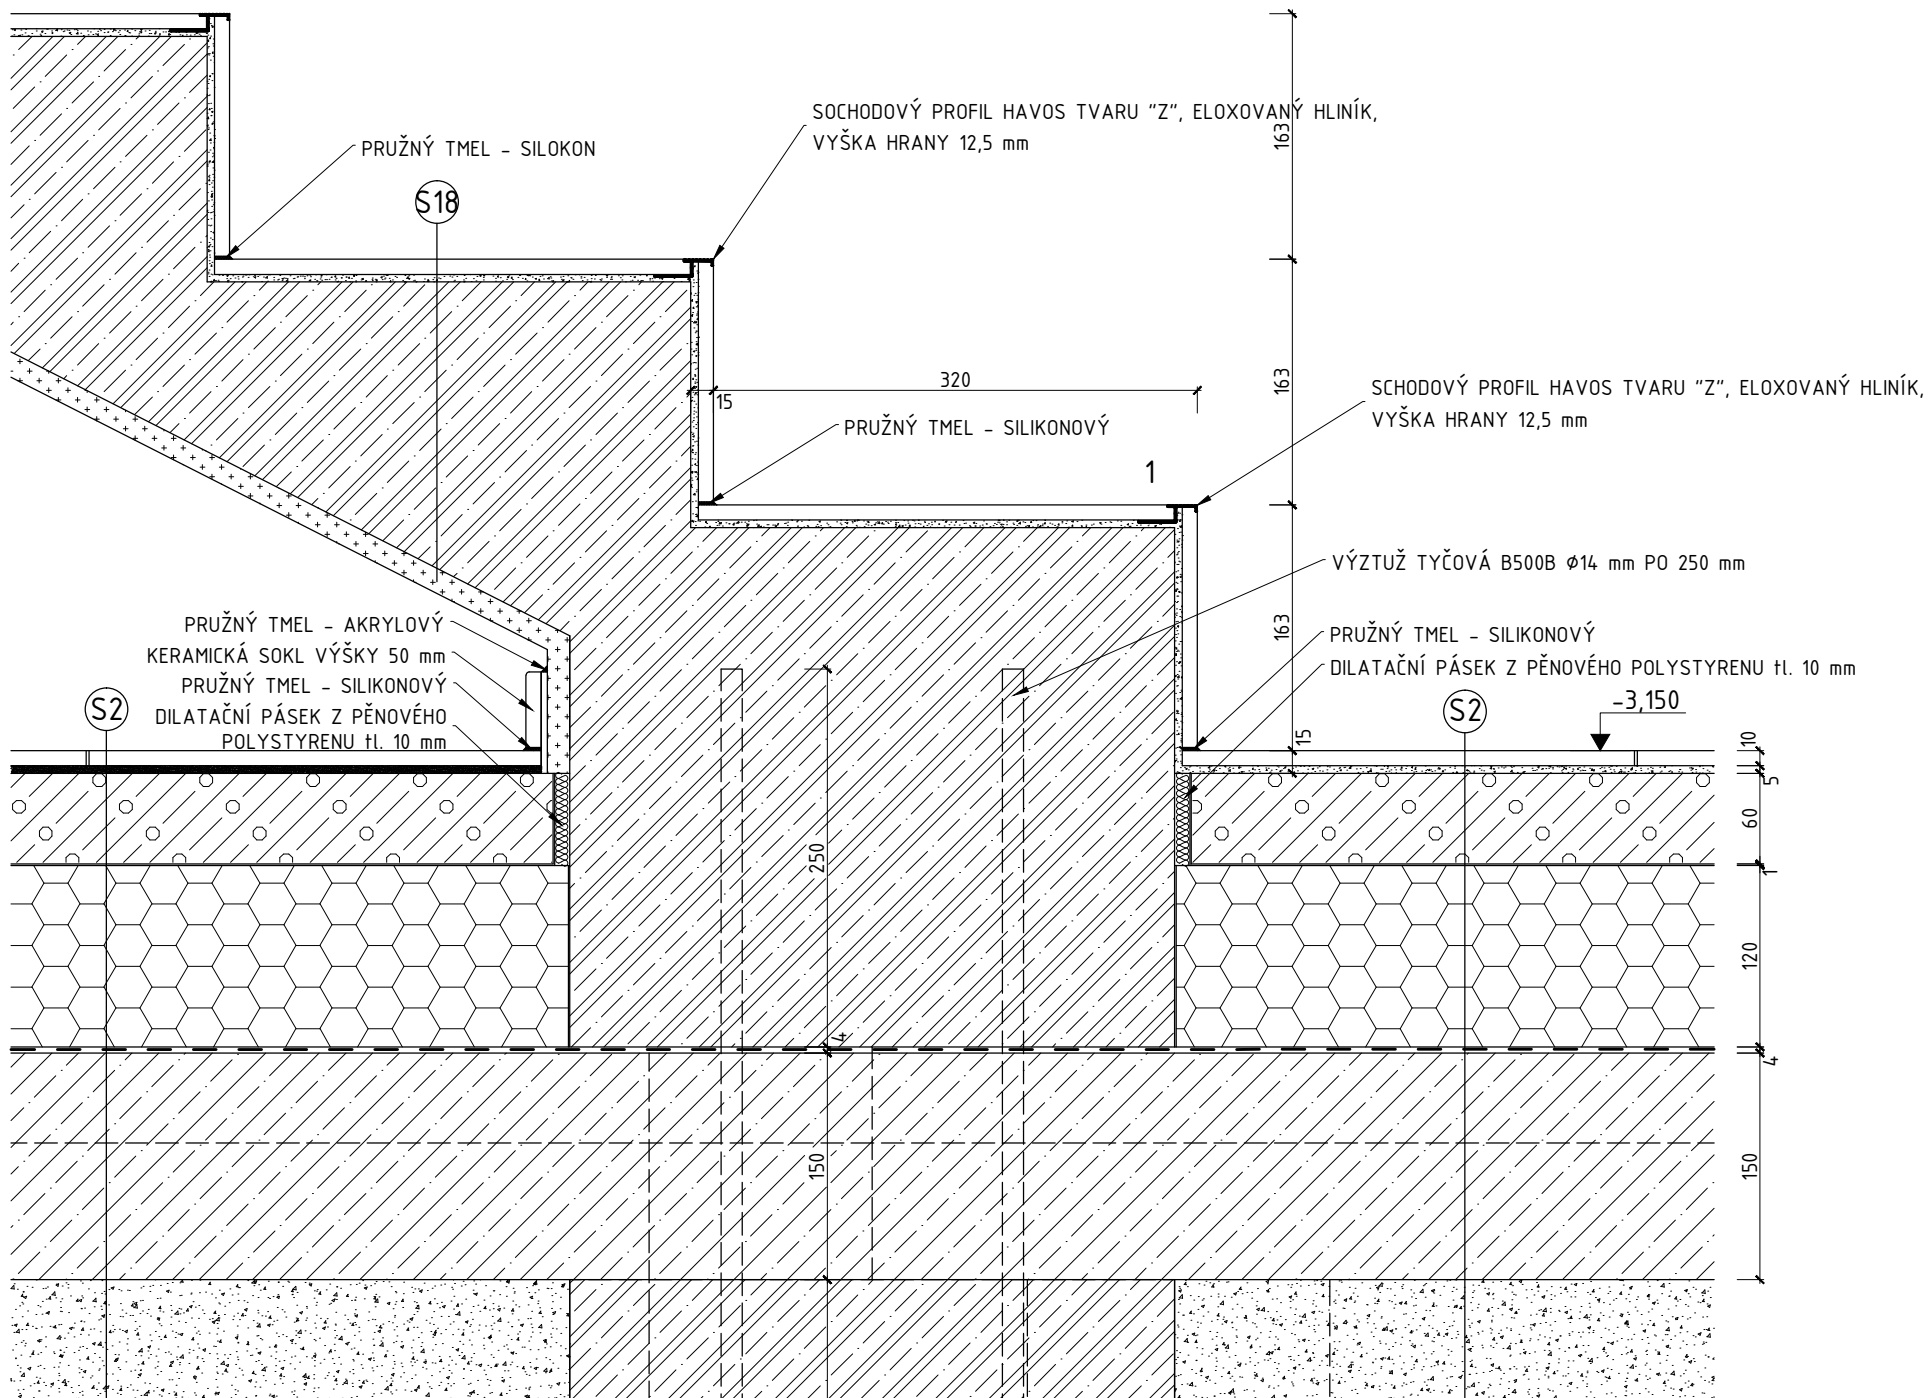 SOCHODOVÝ PROFIL HAVOS TVARU "Z", ELOXOVANÝ HLINÍK,
VYŠKA HRANY 12,5 mm
163
PRUŽNÝ TMEL - SILOKON
S18
320
15
163
SCHODOVÝ PROFIL HAVOS TVARU "Z", ELOXOVANÝ HLINÍK,
VYŠKA HRANY 12,5 mm
PRUŽNÝ TMEL - SILIKONOVÝ
1
VÝZTUŽ TYČOVÁ B500B Ø14 mm PO 250 mm
163
PRUŽNÝ TMEL - AKRYLOVÝ
KERAMICKÁ SOKL VÝŠKY 50 mm
PRUŽNÝ TMEL - SILIKONOVÝ
DILATAČNÍ PÁSEK Z PĚNOVÉHO
POLYSTYRENU tl. 10 mm
S2
PRUŽNÝ TMEL - SILIKONOVÝ
DILATAČNÍ PÁSEK Z PĚNOVÉHO POLYSTYRENU tl. 10 mm
S2
-3,150
15
10
5
60
1
250
120
4
4
150
150